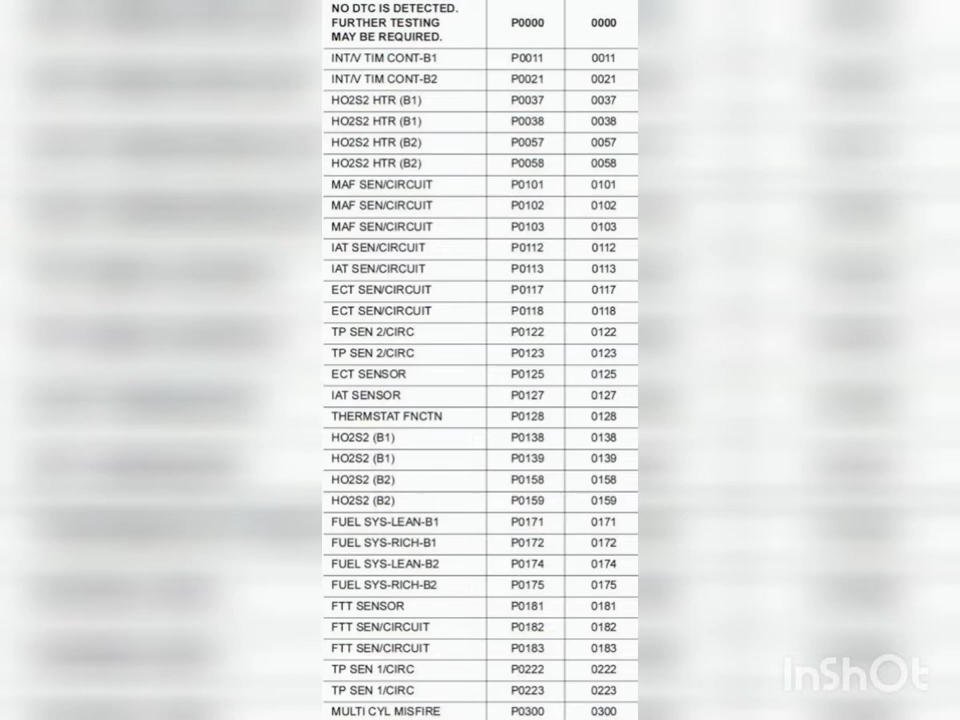 NO DTC IS DETECTED.
FURTHER TESTING P0000 0000
MAY BE REQUIRED.
INT/V TIM CONT-B1 P0011 0011
INT/V TIM CONT-B2 P0021 0021
HO2S2 HTR (B1) P0037 0037
HO2S2 HTR (B1) P0038 0038
HO2S2 HTR (B2) P0057 0057
HO2S2 HTR (B2) P0058 0058
MAF SEN/CIRCUIT P0101 0101
MAF SEN/CIRCUIT P0102 0102
MAF SEN/CIRCUIT P0103 0103
IAT SEN/CIRCUIT P0112 0112
IAT SEN/CIRCUIT P0113 0113
ECT SEN/CIRCUIT P0117 0117
ECT SEN/CIRCUIT P0118 0118
TP SEN 2/CIRC P0122 0122
TP SEN 2/CIRC P0123 0123
ECT SENSOR P0125 0125
IAT SENSOR P0127 0127
THERMSTAT FNCTN P0128 0128
HO2S2 (B1) P0138 0138
HO2S2 (B1) P0139 0139
HO2S2 (B2) P0158 0158
HO2S2 (B2) P0159 0159
FUEL SYS-LEAN-B1 P0171 0171
FUEL SYS-RICH-B1 P0172 0172
FUEL SYS-LEAN-B2 P0174 0174
FUEL SYS-RICH-B2 P0175 0175
FTT SENSOR P0181 0181
FTT SEN/CIRCUIT P0182 0182
FTT SEN/CIRCUIT P0183 0183
TP SEN 1/CIRC P0222 0222
TP SEN 1/CIRC P0223 0223
MULTI CYL MISFIRE P0300 0300
InShOt